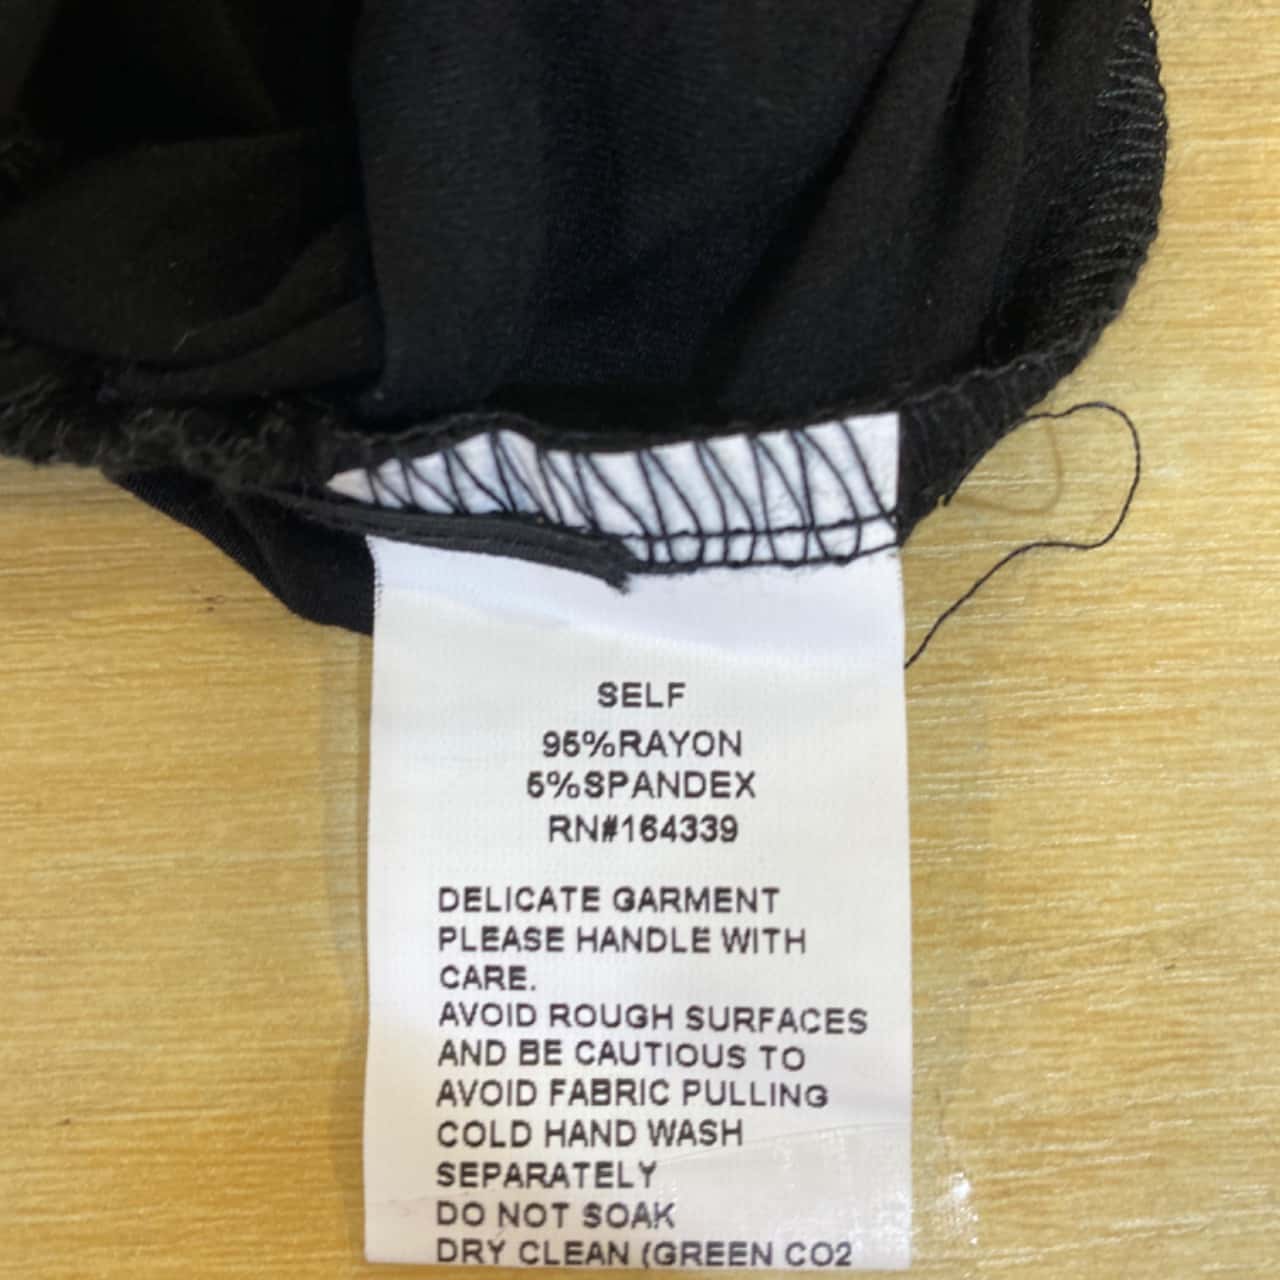 SELF
95%RAYON
5%SPANDEX
RN#164339
DELICATE GARMENT
PLEASE HANDLE WITH
CARE.
AVOID ROUGH SURFACES
AND BE CAUTIOUS TO
AVOID FABRIC PULLING
COLD HAND WASH
SEPARATELY
DO NOT SOAK
DRY CLEAN (GREEN CO2